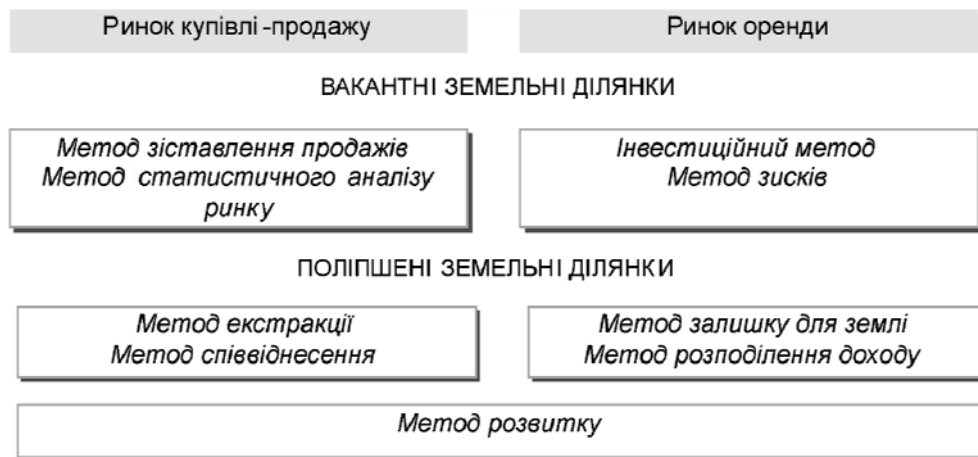 Ринок купівлі -продажу
Ринок оренди
ВАКАНТНІ ЗЕМЕЛЬНІ ДІЛЯНКИ
Метод зіставлення продажів
Метод статистичного аналізу
ринку
Інвестиційний метод
Метод зисків
ПОЛІПШЕНІ ЗЕМЕЛЬНІ ДІЛЯНКИ
Метод екстракції
Метод співвіднесення
Метод залишку для землі
Метод розподілення доходу
Метод розвитку